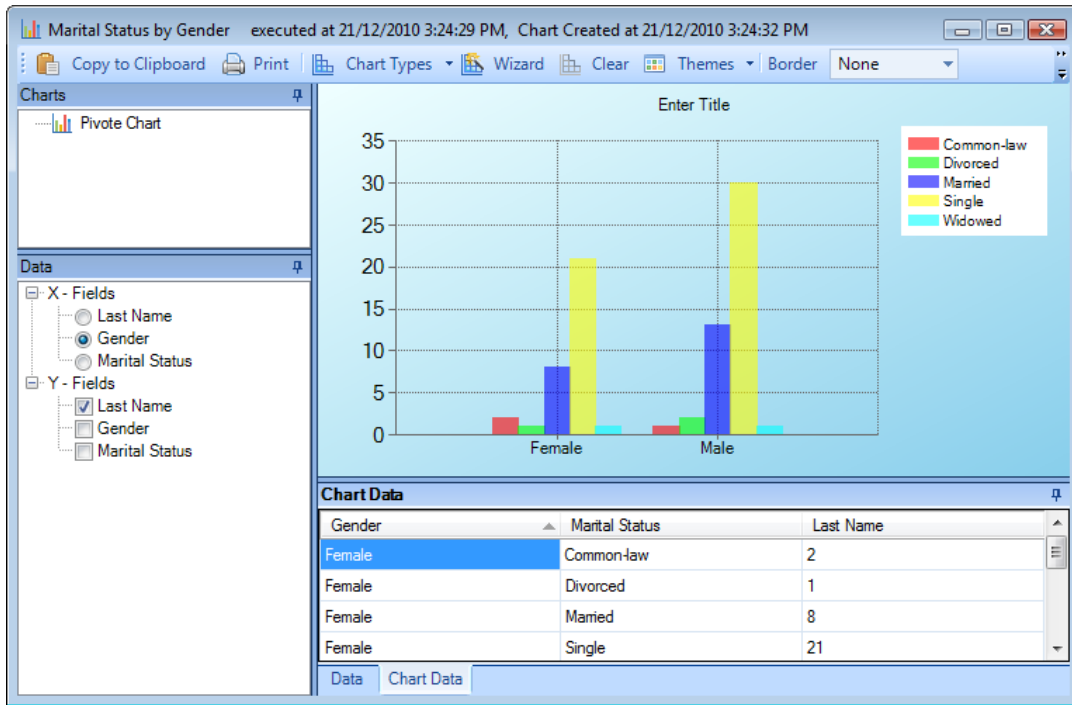 Marital Status by Gender executed at 21/12/2010 3:24:29 PM, Chart Created at 21/12/2010 3:24:32 PM
Copy to Clipboard Print Chart Types Wizard Clear Themes Border None
Charts
Pivote Chart
Data
X - Fields
Last Name
Gender
Marital Status
Y - Fields
Last Name
Gender
Marital Status
Enter Title
35
30
25
20
15
10
5
0
Female Male
Common-law
Divorced
Married
Single
Widowed
Chart Data
Gender Marital Status Last Name
Female Common-law 2
Female Divorced 1
Female Married 8
Female Single 21
Data Chart Data